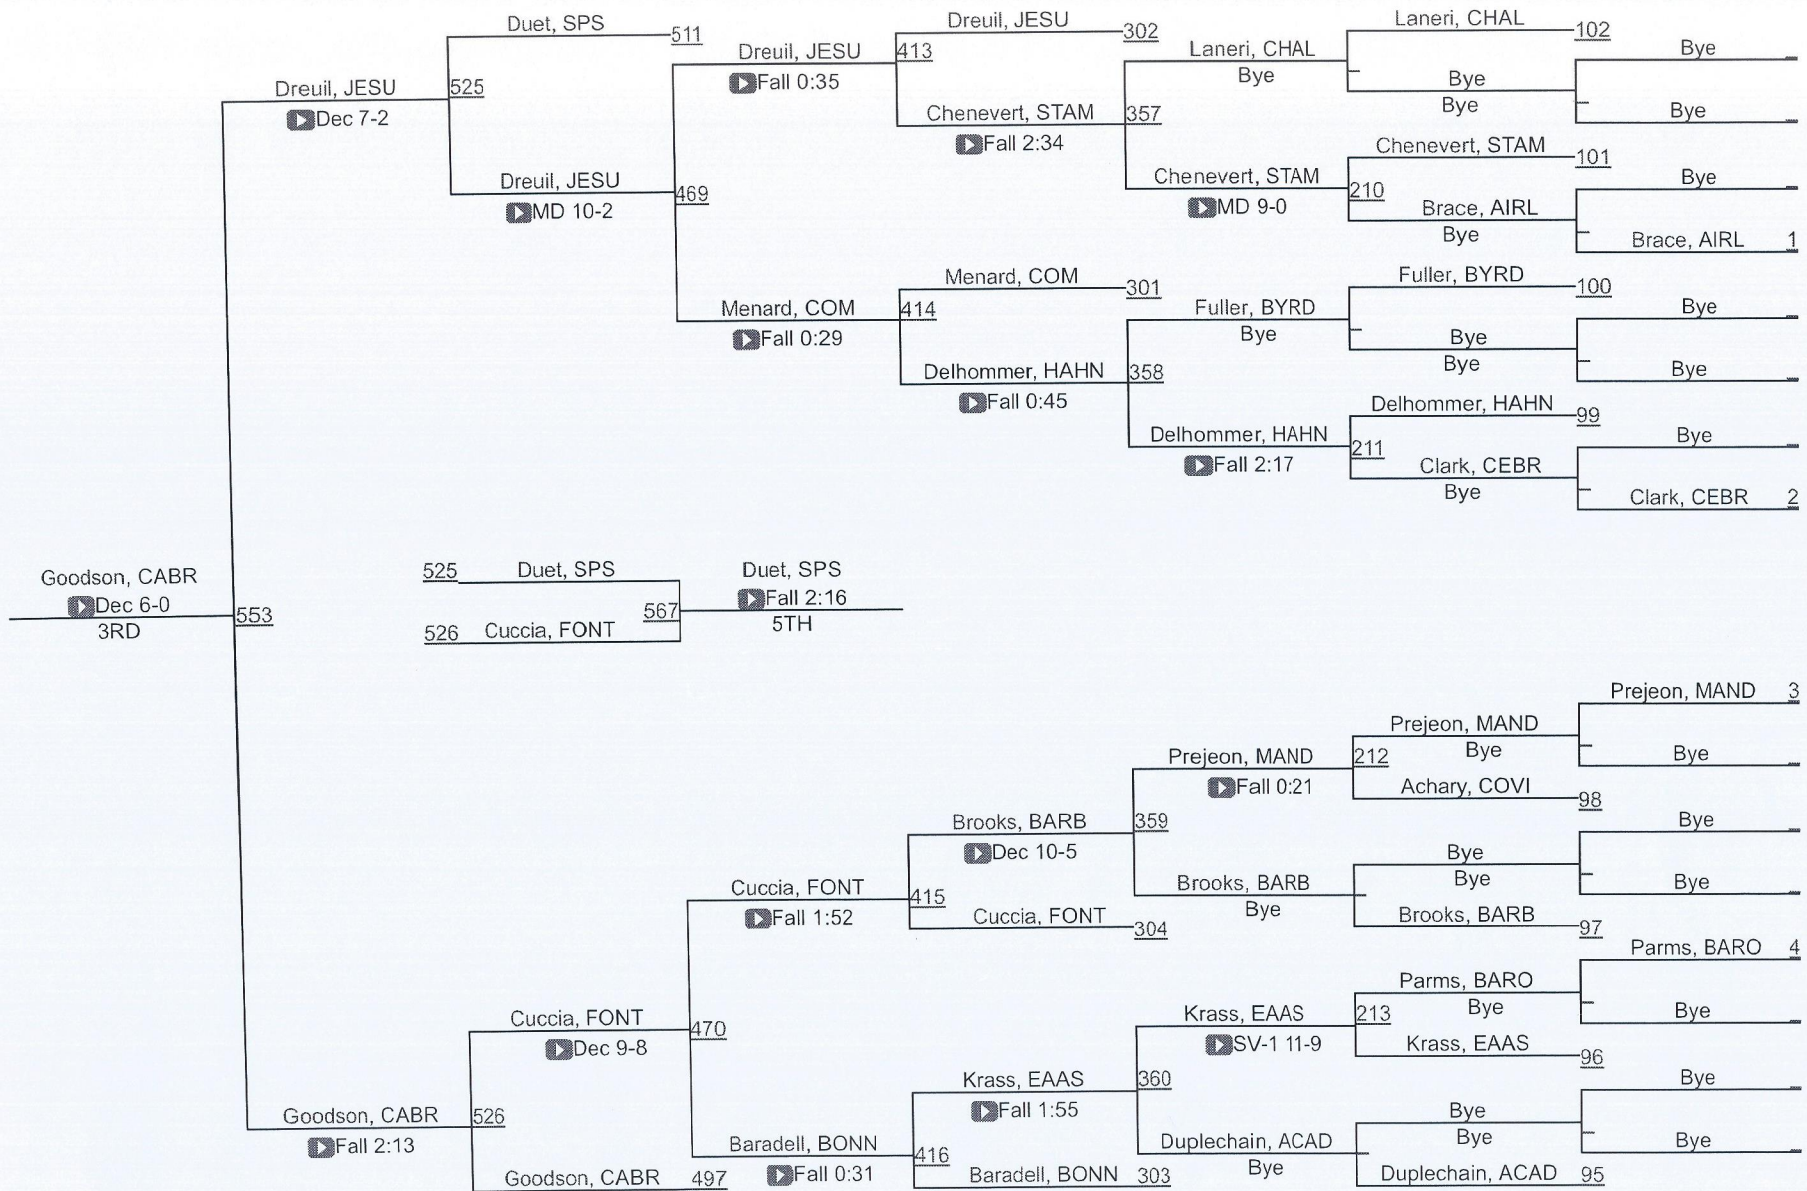 Duet, SPS 511
Dreuil, JESU 302
Laneri, CHAL 102
Dreuil, JESU 413
Laneri, CHAL
Bye
Fall 0:35
Bye
Bye
Dreuil, JESU 525
Bye
Dec 7-2
Chenevert, STAM 357
Bye
Fall 2:34
Chenevert, STAM 101
Dreuil, JESU 469
Chenevert, STAM 210
Bye
MD 10-2
MD 9-0
Brace, AIRL
Bye
Brace, AIRL 1
Menard, COM 301
Fuller, BYRD 100
Menard, COM 414
Fuller, BYRD
Bye
Fall 0:29
Bye
Bye
Bye
Delhommer, HAHN 358
Bye
Fall 0:45
Delhommer, HAHN 99
Delhommer, HAHN 211
Bye
Fall 2:17
Clark, CEBR
Bye
Clark, CEBR 2
Goodson, CABR
525 Duet, SPS
Duet, SPS
Dec 6-0
553
567
Fall 2:16
3RD
526 Cuccia, FONT
5TH
Prejeon, MAND 3
Prejeon, MAND
Prejeon, MAND 212
Bye
Bye
Fall 0:21
Achary, COVI 98
Brooks, BARB 359
Bye
Dec 10-5
Bye
Cuccia, FONT 415
Brooks, BARB
Bye
Bye
Fall 1:52
Cuccia, FONT 304
Bye
Brooks, BARB 97
Parms, BARO 4
Parms, BARO
Cuccia, FONT 470
Krass, EAAS 213
Bye
Bye
Dec 9-8
SV-1 11-9
Krass, EAAS 96
Krass, EAAS 360
Bye
Goodson, CABR 526
Fall 1:55
Bye
Fall 2:13
Baradell, BONN 416
Duplechain, ACAD
Bye
Bye
Goodson, CABR 497
Fall 0:31
Baradell, BONN 303
Bye
Duplechain, ACAD 95